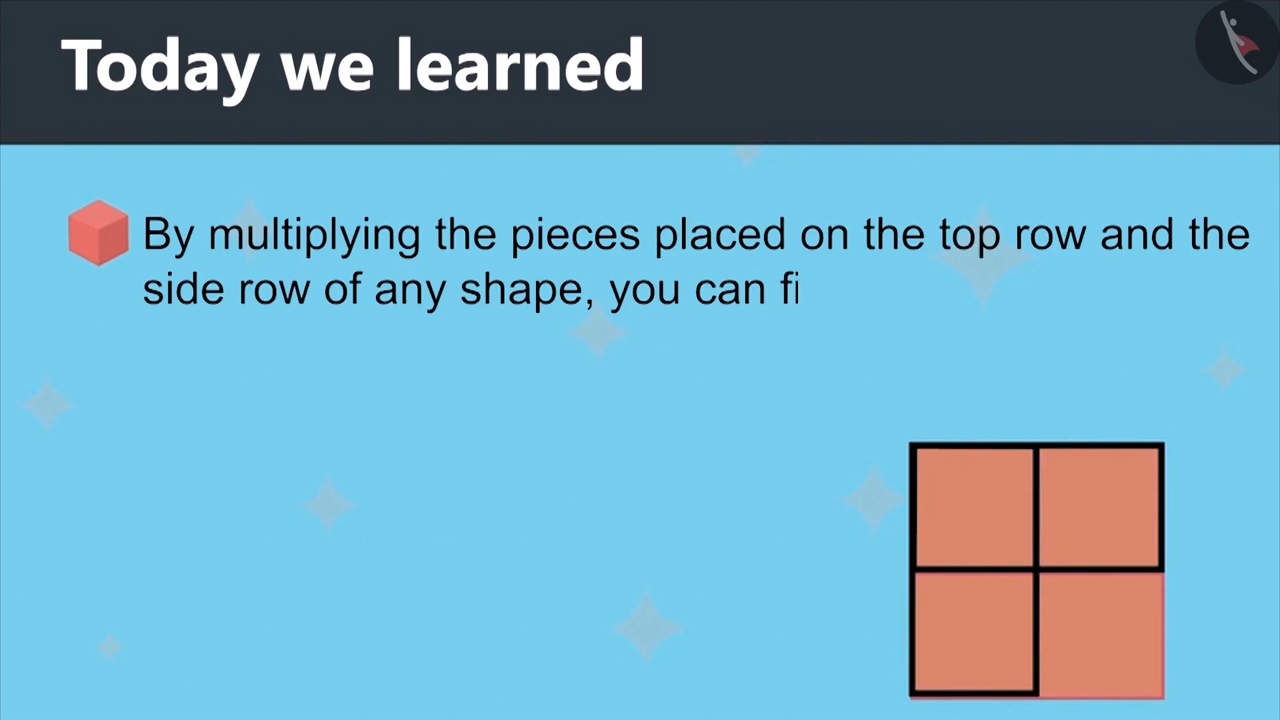 Today we learned
By multiplying the pieces placed on the top row and the
side row of any shape, you can fi